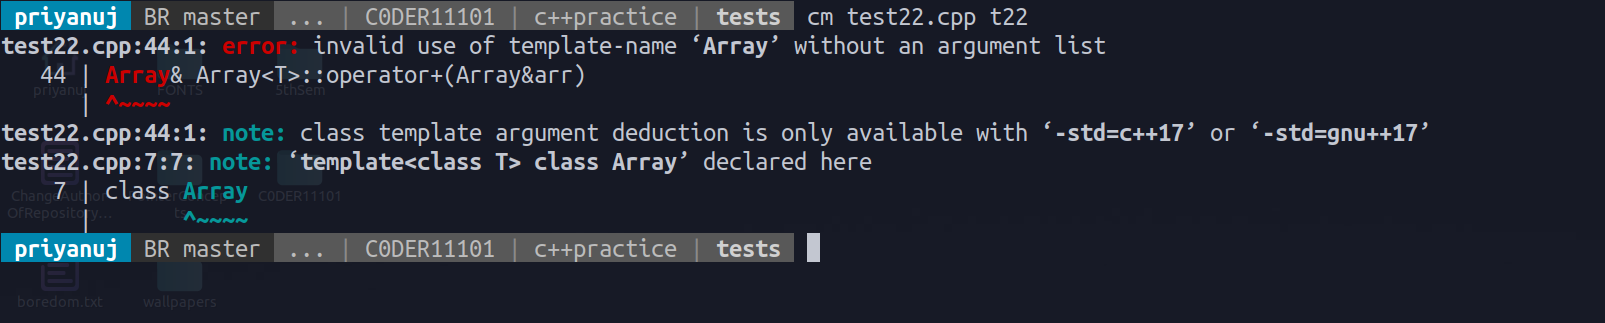 priyanuj BR master ... | C0DER11101 | c++practice | tests cm test22.cpp t22
test22.cpp:44:1: error: invalid use of template-name ‘Array’ without an argument list
44 | Array& Array<T>::operator+(Array&arr)
| ^~~~~
priyanu
FONTS
5thSem
test22.cpp:44:1: note: class template argument deduction is only available with ‘-std=c++17’ or ‘-std=gnu++17’
test22.cpp:7:7: note: ‘template<class T> class Array’ declared here
7 | class Array
| ^~~~~
ChangeAuthor
OfRepository...
C0DER11101
priyanuj BR master ... | C0DER11101 | c++practice | tests
boredom.txt
wallpapers